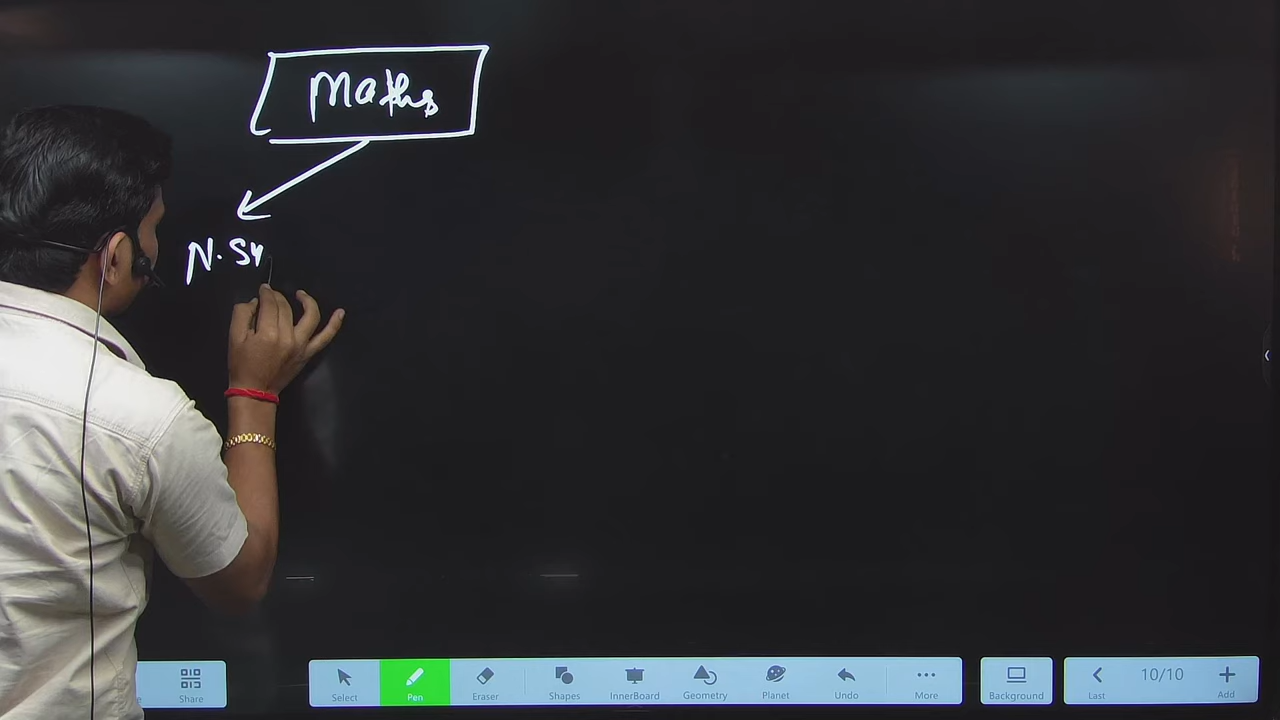 Maths
N. Sy
Share
Select
Pen
Eraser
Shapes
InnerBoard
Geometry
Planet
Undo
More
Background
Last
10/10
Add